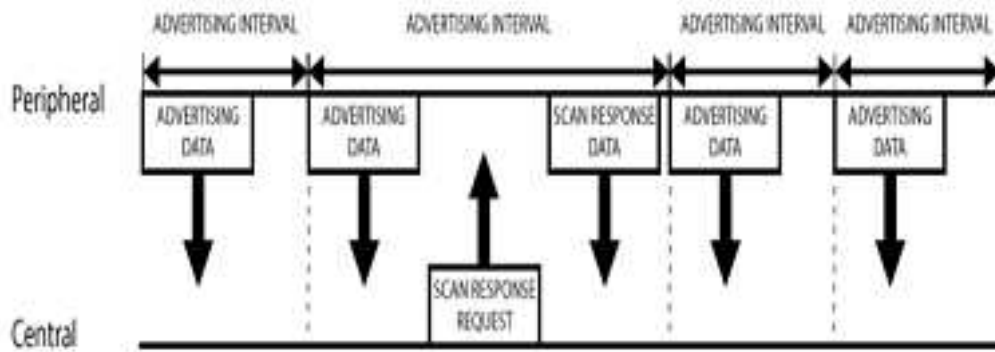 ADVERTISING INTERVAL
ADVERTISING INTERVAL
ADVERTISING INTERVAL
ADVERTISING INTERVAL
Peripheral
ADVERTISING
DATA
ADVERTISING
DATA
SCAN RESPONSE
DATA
ADVERTISING
DATA
ADVERTISING
DATA
SCAN RESPONSE
REQUEST
Central